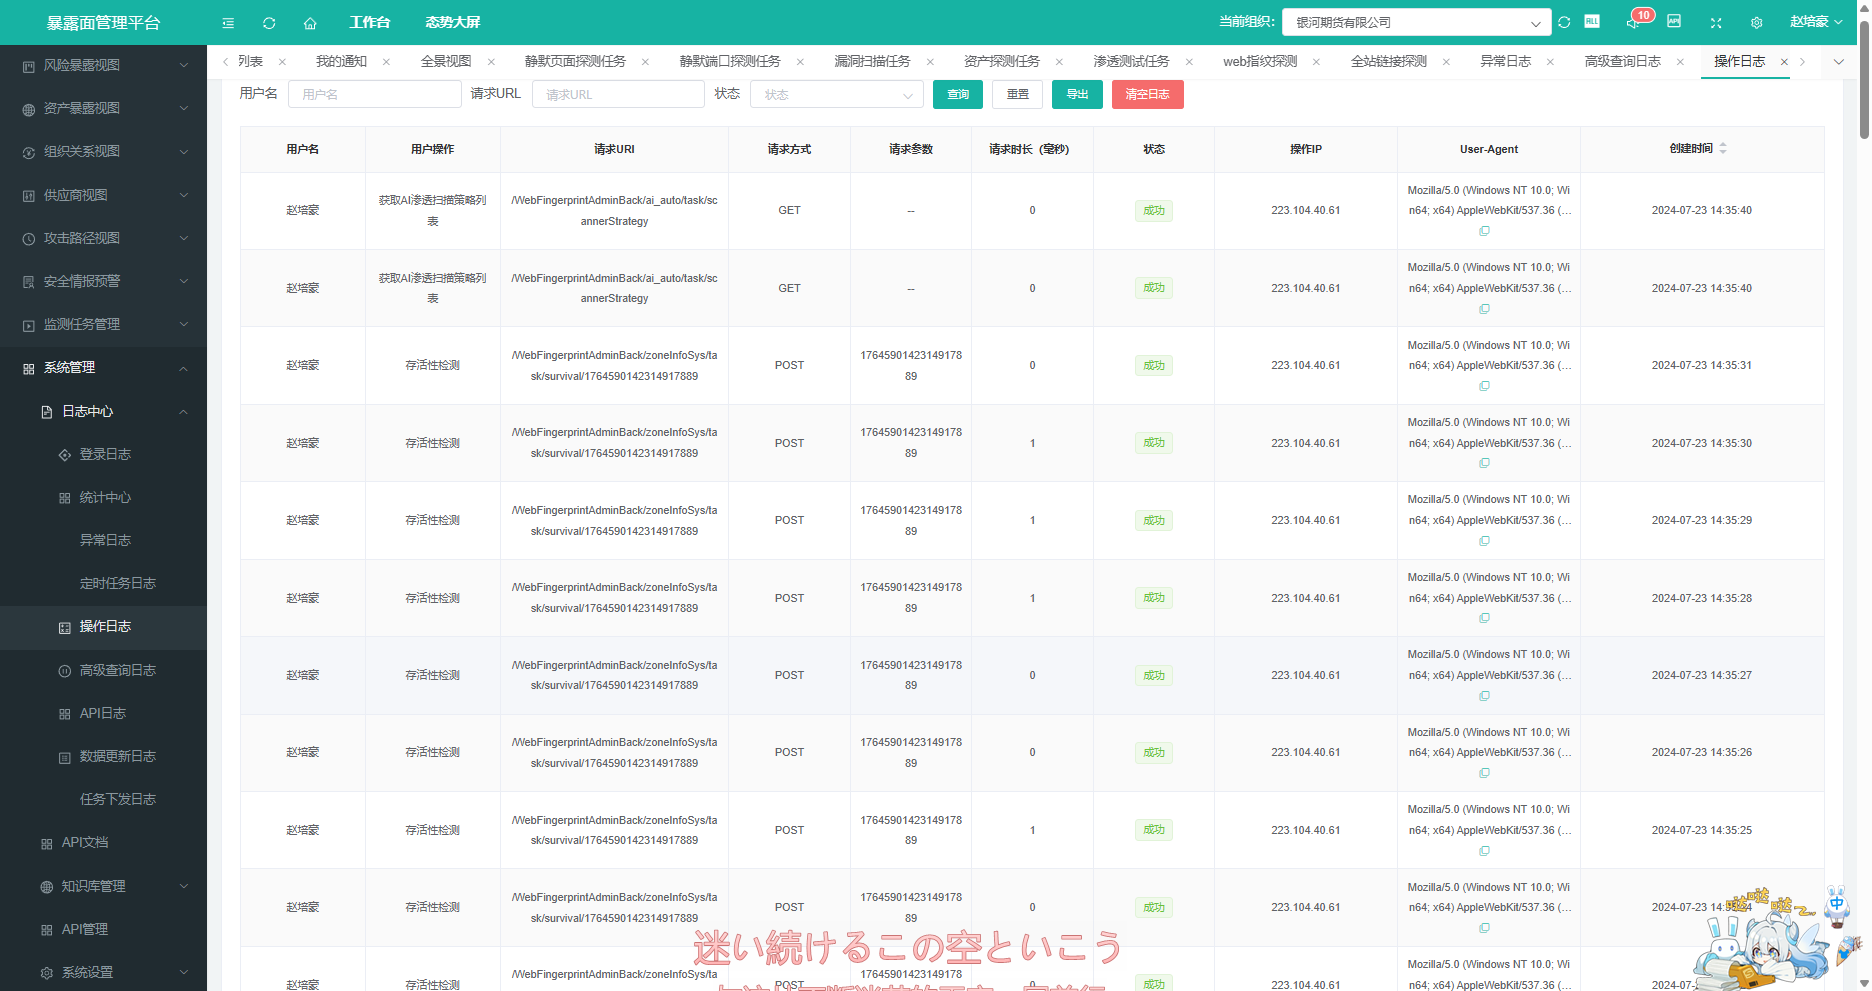 暴露面管理平台
工作台 态势大屏 当前组织： 银河期货有限公司 ALL 10 API 赵培豪
列表 我的通知 全景视图 静默页面探测任务 静默端口探测任务 漏洞扫描任务 资产探测任务 渗透测试任务 web指纹探测 全站链接探测 异常日志 高级查询日志 操作日志
风险暴露视图
资产暴露视图
组织关系视图
供应商视图
攻击路径视图
安全情报预警
监测任务管理
系统管理
日志中心
登录日志
统计中心
异常日志
定时任务日志
操作日志
高级查询日志
API日志
数据更新日志
任务下发日志
API文档
知识库管理
API管理
系统设置
用户名 用户名 请求URL 请求URL 状态 状态 查询 重置 导出 清空日志
用户名 用户操作 请求URI 请求方式 请求参数 请求时长（毫秒） 状态 操作IP User-Agent 创建时间
赵培豪 获取AI渗透扫描策略列表 /WebFingerprintAdminBack/ai_auto/task/scannerStrategy GET -- 0 成功 223.104.40.61 Mozilla/5.0 (Windows NT 10.0; Win64; x64) AppleWebKit/537.36 (... 2024-07-23 14:35:40
赵培豪 获取AI渗透扫描策略列表 /WebFingerprintAdminBack/ai_auto/task/scannerStrategy GET -- 0 成功 223.104.40.61 Mozilla/5.0 (Windows NT 10.0; Win64; x64) AppleWebKit/537.36 (... 2024-07-23 14:35:40
赵培豪 存活性检测 /WebFingerprintAdminBack/zoneInfoSys/task/survival/1764590142314917889 POST 1764590142314917889 0 成功 223.104.40.61 Mozilla/5.0 (Windows NT 10.0; Win64; x64) AppleWebKit/537.36 (... 2024-07-23 14:35:31
赵培豪 存活性检测 /WebFingerprintAdminBack/zoneInfoSys/task/survival/1764590142314917889 POST 1764590142314917889 1 成功 223.104.40.61 Mozilla/5.0 (Windows NT 10.0; Win64; x64) AppleWebKit/537.36 (... 2024-07-23 14:35:30
赵培豪 存活性检测 /WebFingerprintAdminBack/zoneInfoSys/task/survival/1764590142314917889 POST 1764590142314917889 1 成功 223.104.40.61 Mozilla/5.0 (Windows NT 10.0; Win64; x64) AppleWebKit/537.36 (... 2024-07-23 14:35:29
赵培豪 存活性检测 /WebFingerprintAdminBack/zoneInfoSys/task/survival/1764590142314917889 POST 1764590142314917889 1 成功 223.104.40.61 Mozilla/5.0 (Windows NT 10.0; Win64; x64) AppleWebKit/537.36 (... 2024-07-23 14:35:28
赵培豪 存活性检测 /WebFingerprintAdminBack/zoneInfoSys/task/survival/1764590142314917889 POST 1764590142314917889 0 成功 223.104.40.61 Mozilla/5.0 (Windows NT 10.0; Win64; x64) AppleWebKit/537.36 (... 2024-07-23 14:35:27
赵培豪 存活性检测 /WebFingerprintAdminBack/zoneInfoSys/task/survival/1764590142314917889 POST 1764590142314917889 0 成功 223.104.40.61 Mozilla/5.0 (Windows NT 10.0; Win64; x64) AppleWebKit/537.36 (... 2024-07-23 14:35:26
赵培豪 存活性检测 /WebFingerprintAdminBack/zoneInfoSys/task/survival/1764590142314917889 POST 1764590142314917889 1 成功 223.104.40.61 Mozilla/5.0 (Windows NT 10.0; Win64; x64) AppleWebKit/537.36 (... 2024-07-23 14:35:25
赵培豪 存活性检测 /WebFingerprintAdminBack/zoneInfoSys/task/survival/1764590142314917889 POST 1764590142314917889 0 成功 223.104.40.61 Mozilla/5.0 (Windows NT 10.0; Win64; x64) AppleWebKit/537.36 (... 2024-07-23 14:
哒哒哒 中
迷い続けるこの空といこう
赵培豪 存活性检测 /WebFingerprintAdminBack/zoneInfoSys/ta POST 17645901423149178 0 成功 223.104.40.61 Mozilla/5.0 (Windows NT 10.0; Win64; x64) AppleWebKit/537.36 (... 2024-07-